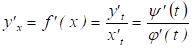 y'ₓ = f'(x) = y'ₜ / x'ₜ = ψ'(t) / φ'(t)